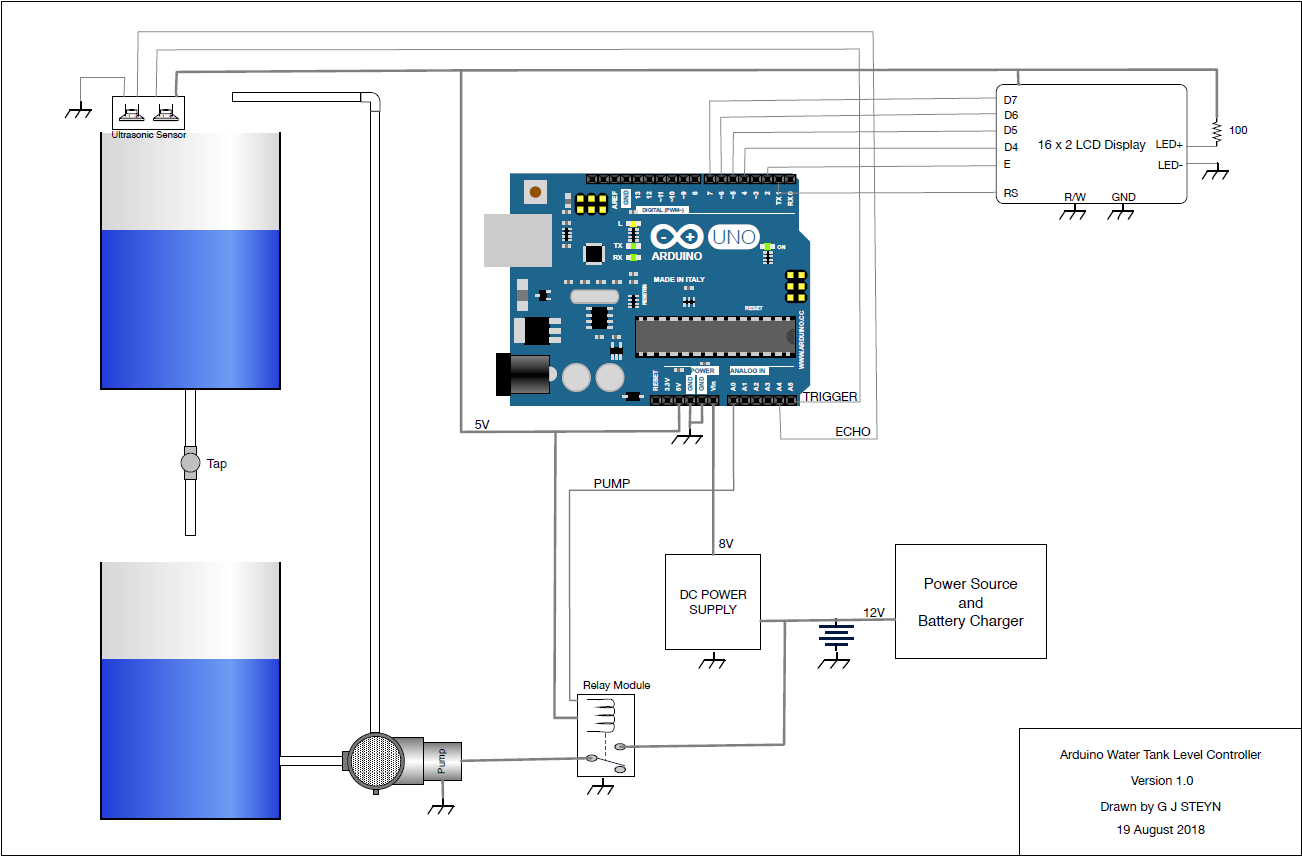 Ultrasonic Sensor
D7
D6
D5
D4
E
RS
16 x 2 LCD Display
LED+
LED-
R/W
GND
100
AREF
GND
13
12
~11
~10
~9
8
7
~6
~5
4
~3
2
TX 1
RX 0
DIGITAL (PWM~)
L
TX
RX
UNO
ARDUINO
ON
MADE IN ITALY
RESET
WWW.ARDUINO.CC
POWER
ANALOG IN
RESET
3.3V
5V
GND
GND
Vin
A0
A1
A2
A3
A4
A5
TRIGGER
5V
ECHO
Tap
PUMP
8V
DC POWER
SUPPLY
12V
Power Source
and
Battery Charger
Relay Module
Pump
Arduino Water Tank Level Controller
Version 1.0
Drawn by G J STEYN
19 August 2018